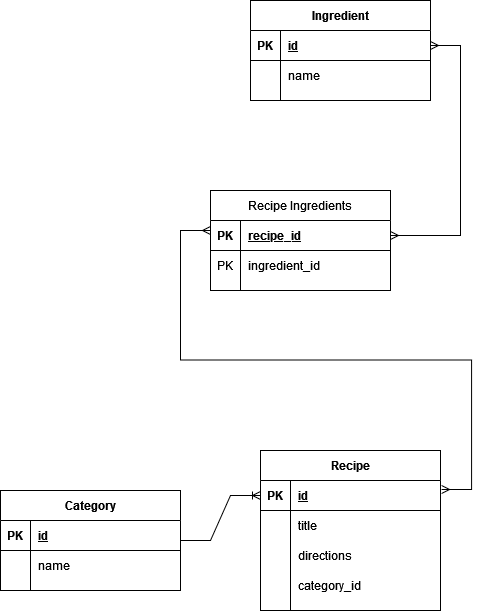 Ingredient
PK id
name
Recipe Ingredients
PK recipe_id
PK ingredient_id
Recipe
PK id
title
directions
category_id
Category
PK id
name